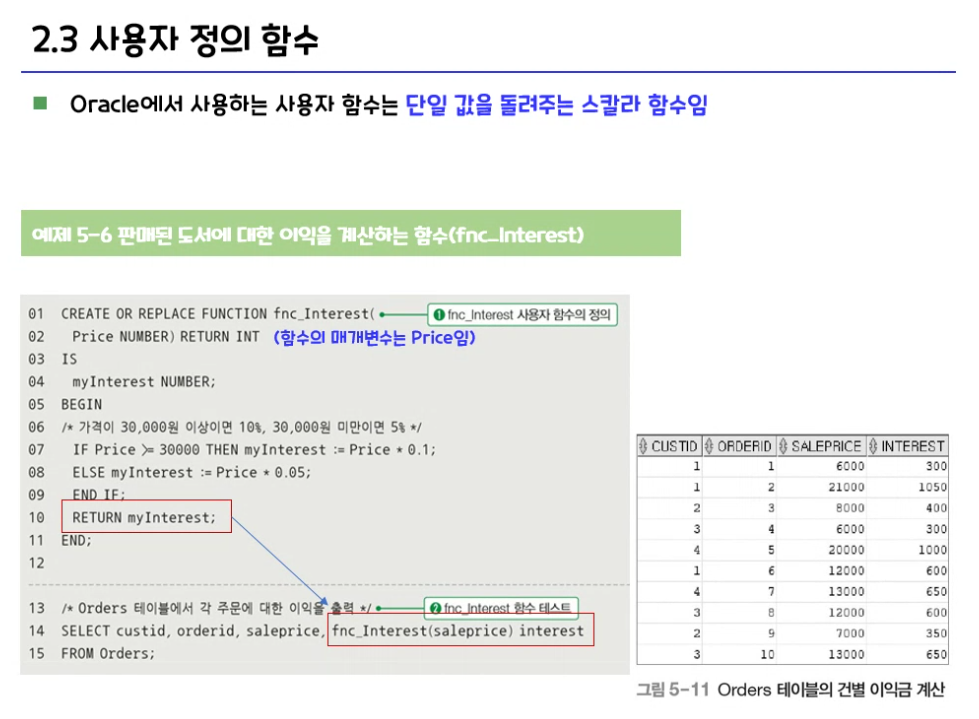 2.3 사용자 정의 함수
Oracle에서 사용하는 사용자 함수는 단일 값을 돌려주는 스칼라 함수임
예제 5-6 판매된 도서에 대한 이익을 계산하는 함수(fnc_Interest)
01 CREATE OR REPLACE FUNCTION fnc_Interest( ❶ fnc_Interest 사용자 함수의 정의
02 Price NUMBER) RETURN INT (함수의 매개변수는 Price임)
03 IS
04 myInterest NUMBER;
05 BEGIN
06 /* 가격이 30,000원 이상이면 10%, 30,000원 미만이면 5% */
07 IF Price >= 30000 THEN myInterest := Price * 0.1;
08 ELSE myInterest := Price * 0.05;
09 END IF;
10 RETURN myInterest;
11 END;
12
13 /* Orders 테이블에서 각 주문에 대한 이익을 출력 */ ❷ fnc_Interest 함수 테스트
14 SELECT custid, orderid, saleprice, fnc_Interest(saleprice) interest
15 FROM Orders;
CUSTID ORDERID SALEPRICE INTEREST
1 1 6000 300
1 2 21000 1050
2 3 8000 400
3 4 6000 300
4 5 20000 1000
1 6 12000 600
4 7 13000 650
3 8 12000 600
2 9 7000 350
3 10 13000 650
그림 5-11 Orders 테이블의 건별 이익금 계산